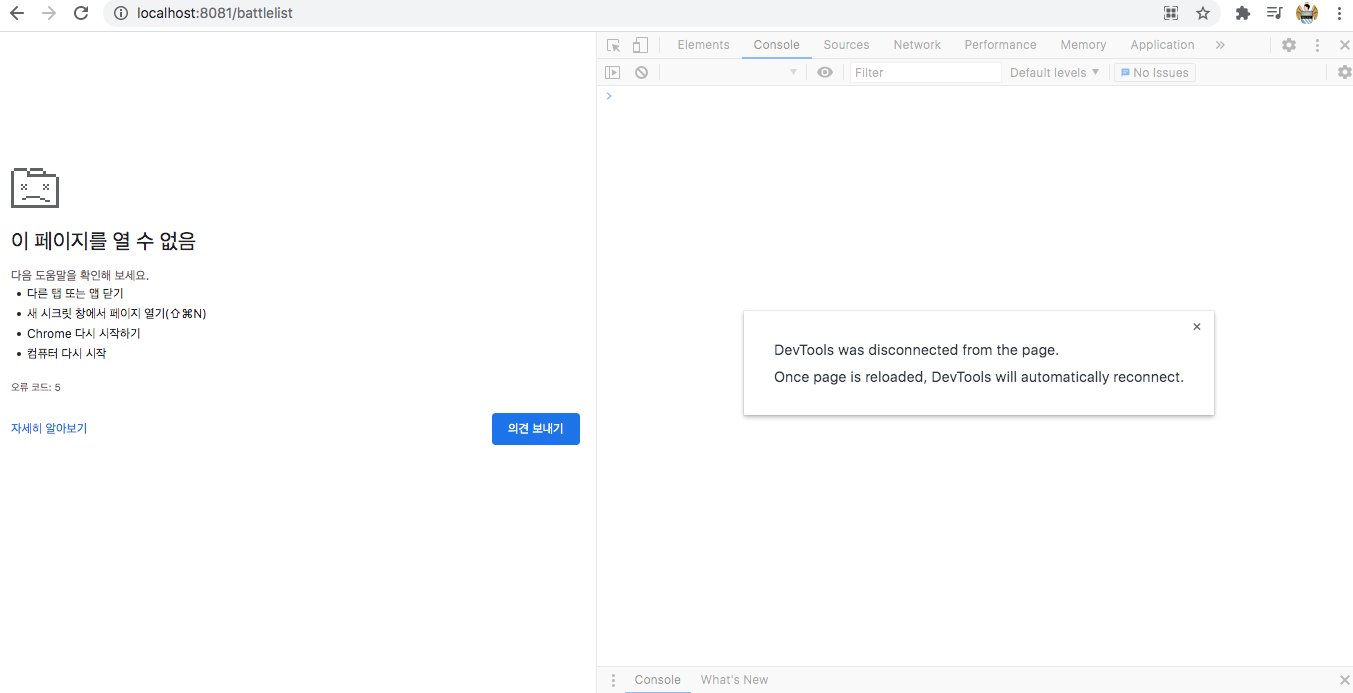 localhost:8081/battlelist
Elements Console Sources Network Performance Memory Application »
Filter Default levels ▼ No Issues
이 페이지를 열 수 없음
다음 도움말을 확인해 보세요.
• 다른 탭 또는 앱 닫기
• 새 시크릿 창에서 페이지 열기(⇧⌘N)
• Chrome 다시 시작하기
• 컴퓨터 다시 시작
오류 코드: 5
자세히 알아보기
의견 보내기
DevTools was disconnected from the page.
Once page is reloaded, DevTools will automatically reconnect.
Console What's New